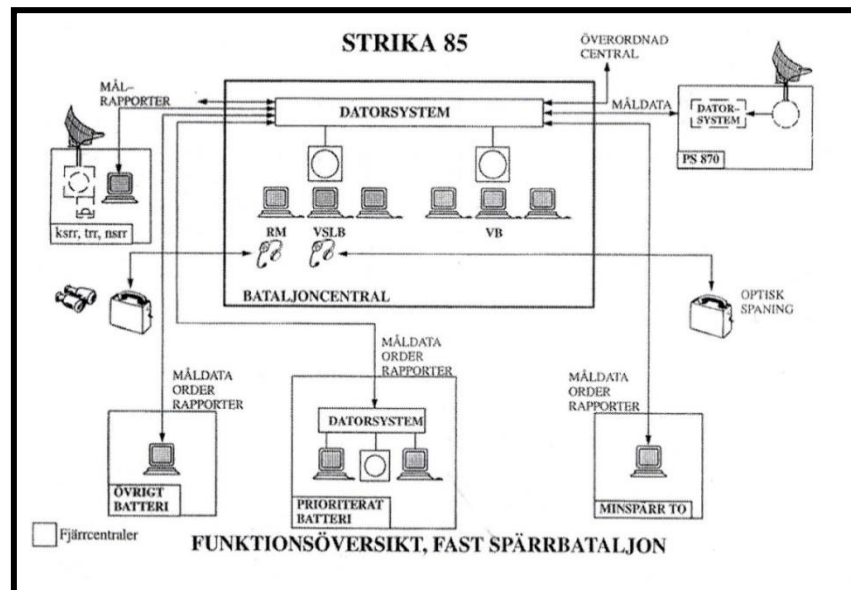 STRIKA 85
ÖVERORDNAD
CENTRAL
MÅL-
RAPPORTER
DATORSYSTEM
MÅLDATA
DATOR-
SYSTEM
PS 870
ksrr, trr, nsrr
RM
VSLB
VB
BATALJONCENTRAL
OPTISK
SPANING
MÅLDATA
ORDER
RAPPORTER
MÅLDATA
ORDER
RAPPORTER
MÅLDATA
ORDER
RAPPORTER
DATORSYSTEM
ÖVRIGT
BATTERI
PRIORITERAT
BATTERI
MINSPÄRR TO
Fjärrcentraler
FUNKTIONSÖVERSIKT, FAST SPÄRRBATALJON